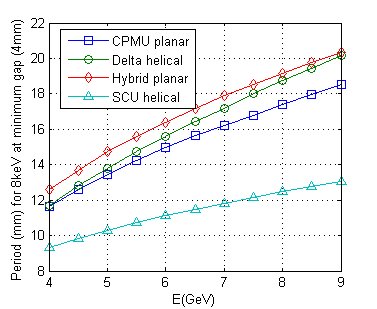 22
20
18
16
14
12
10
8
Period (mm) for 8keV at minimum gap (4mm)
CPMU planar
Delta helical
Hybrid planar
SCU helical
4 5 6 7 8 9
E(GeV)